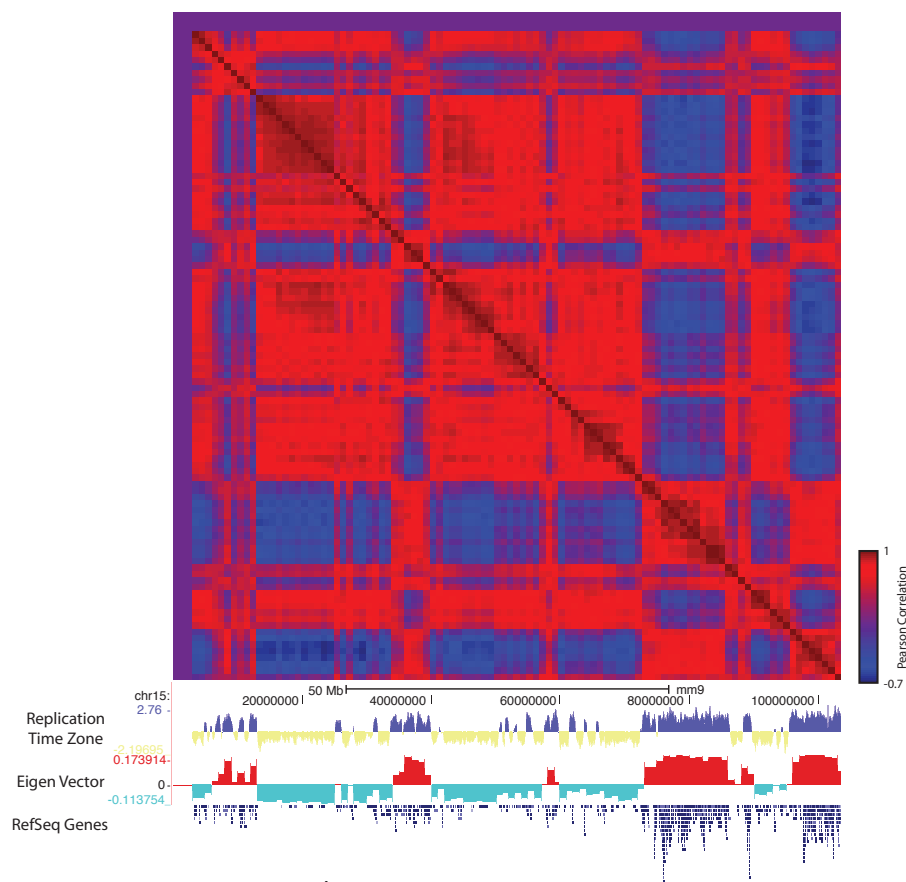 1
Pearson Correlation
-0.7
50 Mb
mm9
chr15:
20000000
40000000
60000000
80000000
100000000
2.76 -
Replication
Time Zone
-2.19695
0.173914-
Eigen Vector
0-
-0.113754
RefSeq Genes